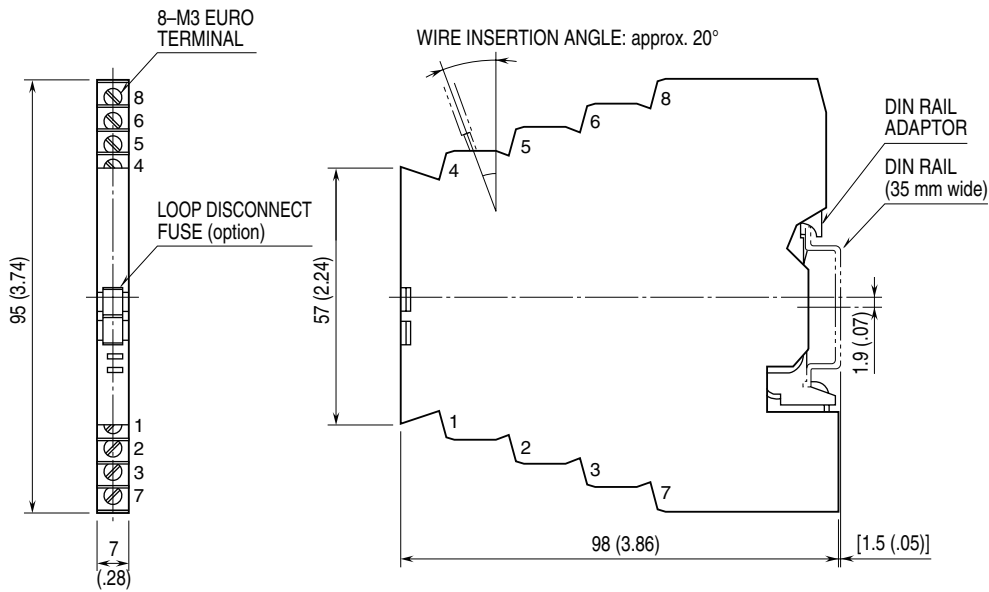 8–M3 EURO
TERMINAL
WIRE INSERTION ANGLE: approx. 20°
8
6
5
4
LOOP DISCONNECT
FUSE (option)
95 (3.74)
1
2
3
7
7
(.28)
4
5
6
8
DIN RAIL
ADAPTOR
DIN RAIL
(35 mm wide)
57 (2.24)
1.9 (.07)
1
2
3
7
98 (3.86)
[1.5 (.05)]